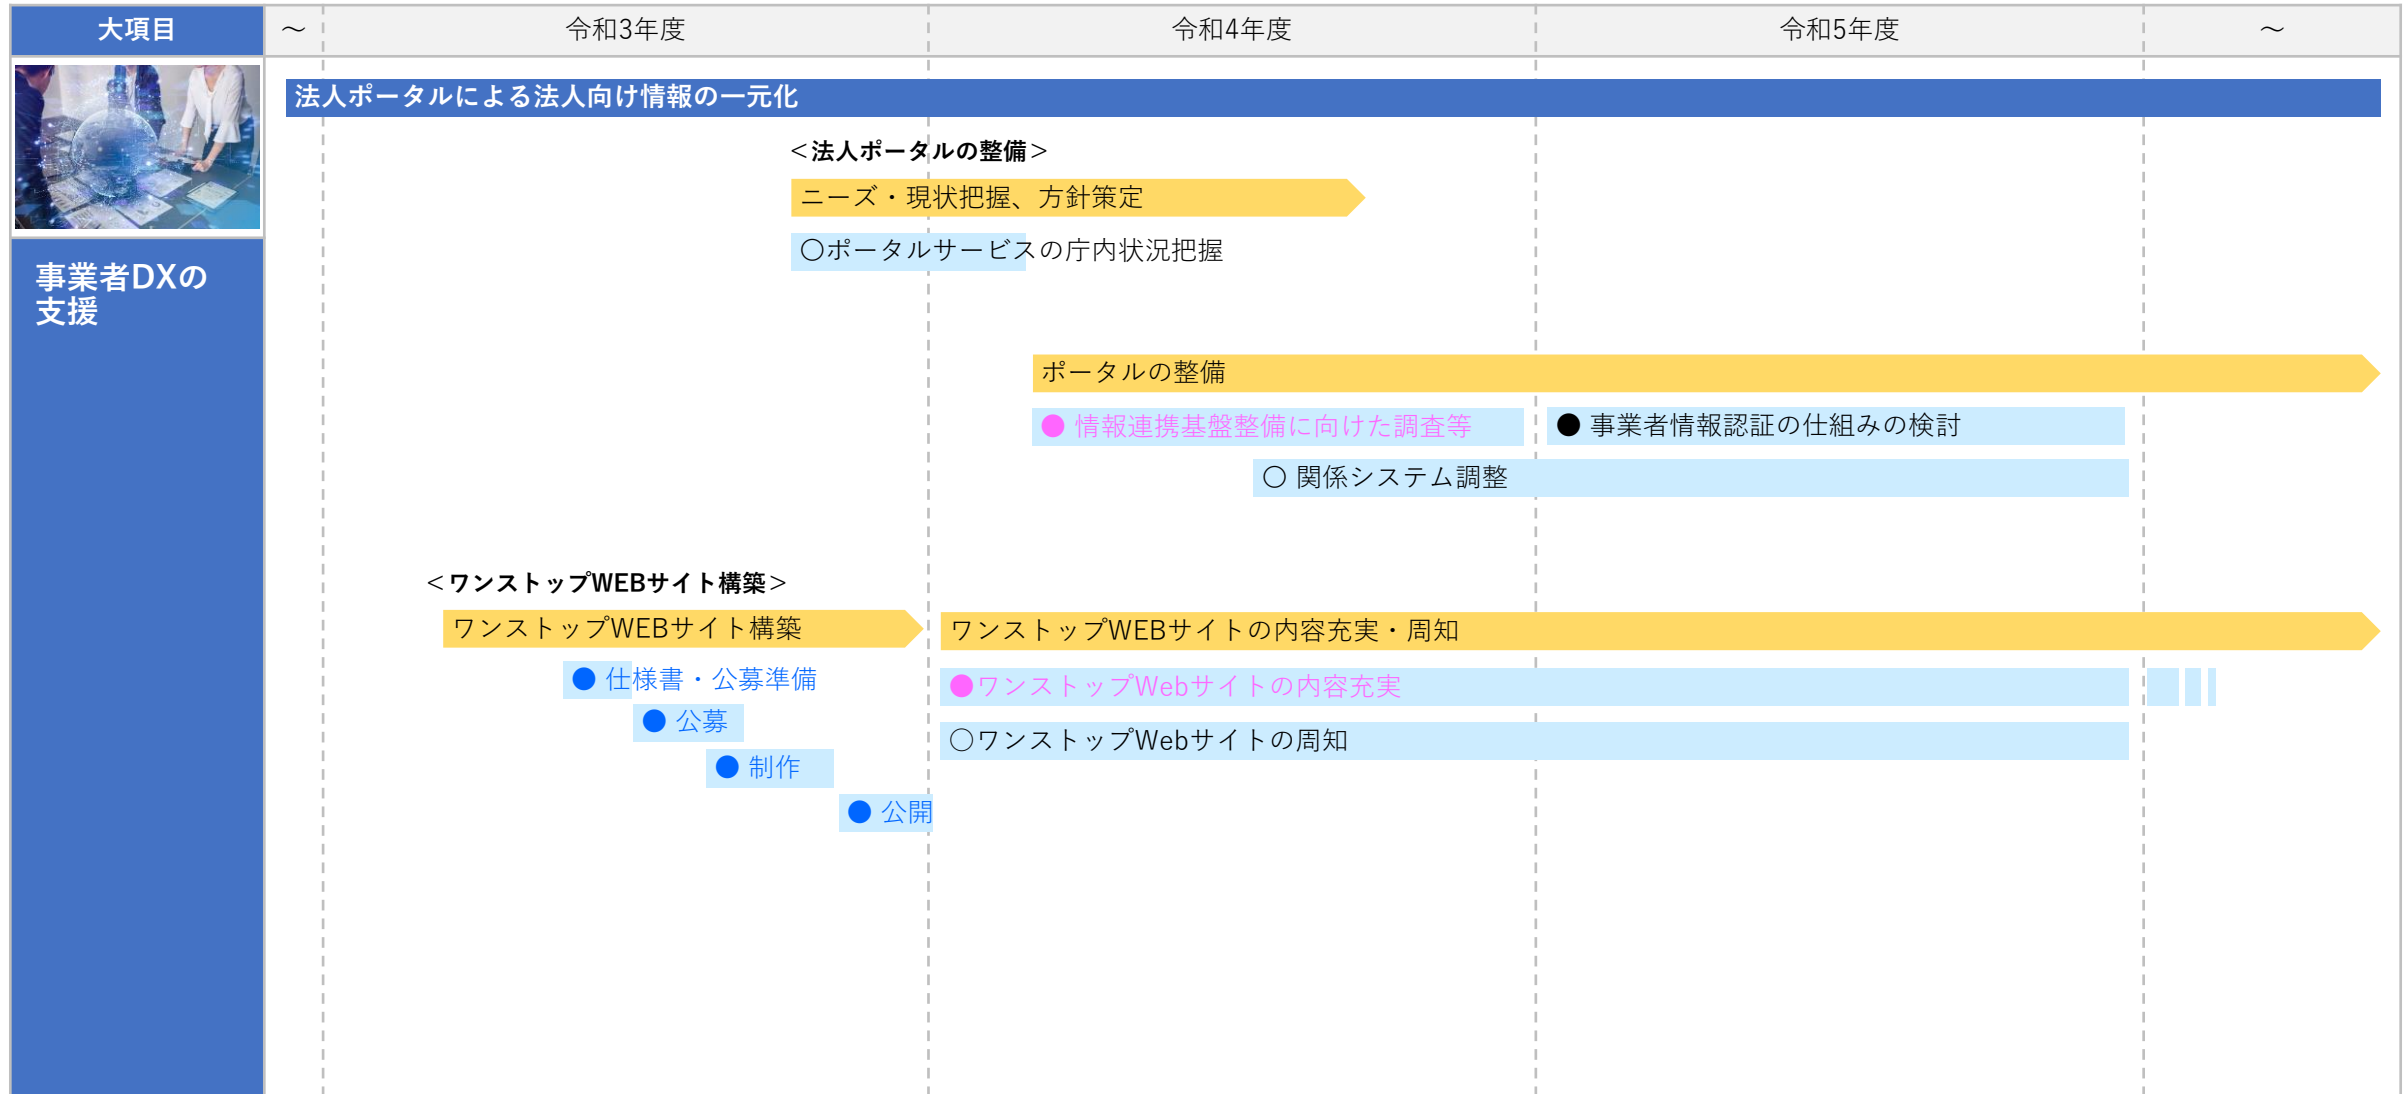 大項目
～
令和3年度
令和4年度
令和5年度
～
法人ポータルによる法人向け情報の一元化
事業者DXの
支援
＜法人ポータルの整備＞
ニーズ・現状把握、方針策定
〇ポータルサービスの庁内状況把握
ポータルの整備
● 情報連携基盤整備に向けた調査等
● 事業者情報認証の仕組みの検討
〇 関係システム調整
＜ワンストップWEBサイト構築＞
ワンストップWEBサイト構築
ワンストップWEBサイトの内容充実・周知
● 仕様書・公募準備
●ワンストップWebサイトの内容充実
● 公募
〇ワンストップWebサイトの周知
● 制作
● 公開